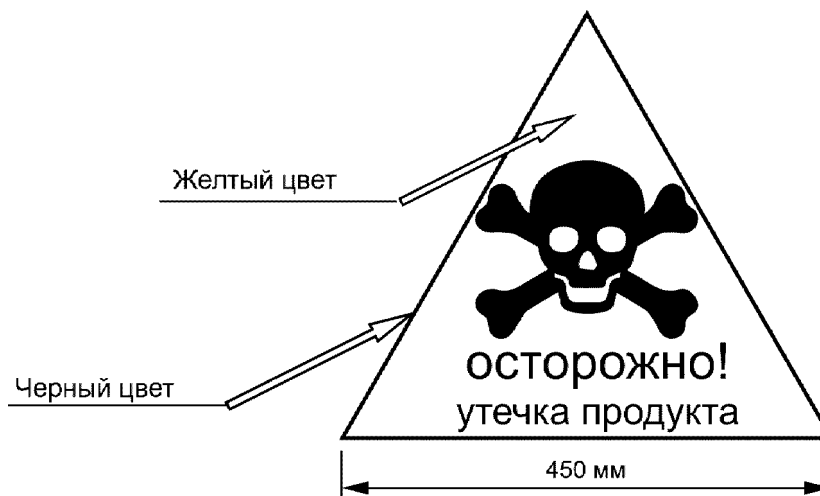 Желтый цвет
осторожно!
Черный цвет
утечка продукта
450 мм